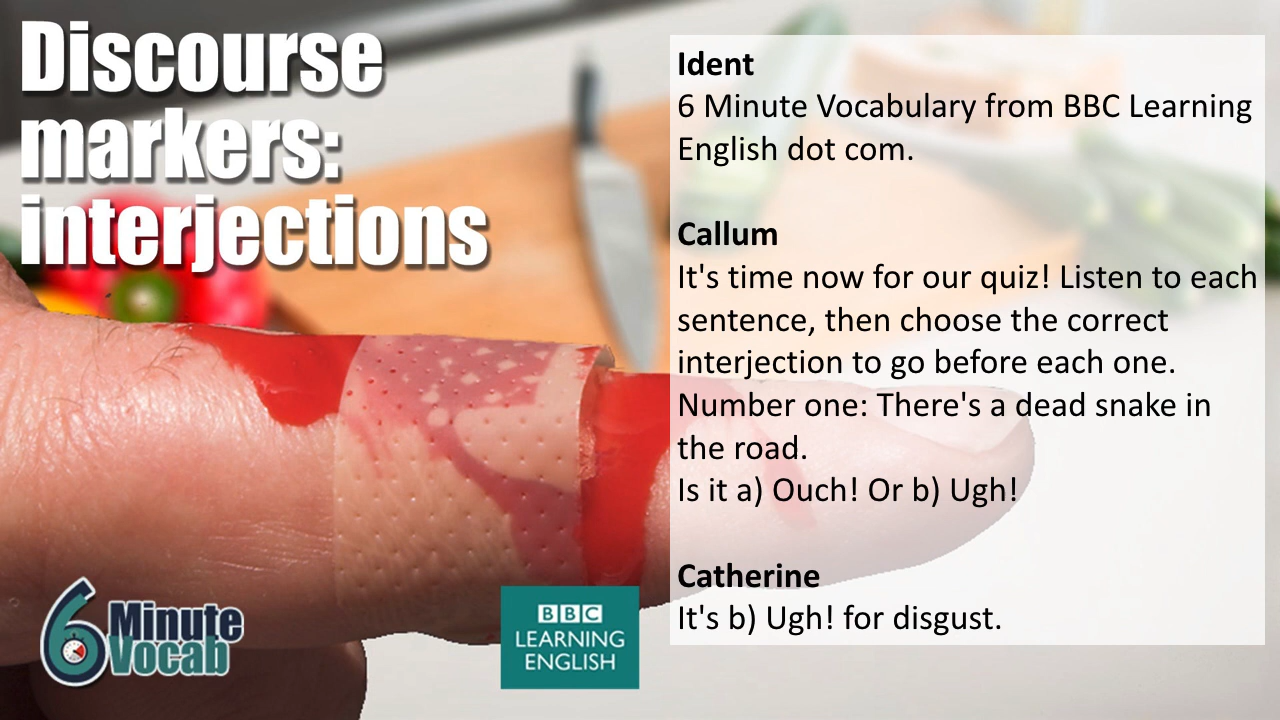 Discourse
markers:
interjections
Ident
6 Minute Vocabulary from BBC Learning
English dot com.
Callum
It's time now for our quiz! Listen to each
sentence, then choose the correct
interjection to go before each one.
Number one: There's a dead snake in
the road.
Is it a) Ouch! Or b) Ugh!
Catherine
It's b) Ugh! for disgust.
6 Minute
Vocab
BBC
LEARNING
ENGLISH